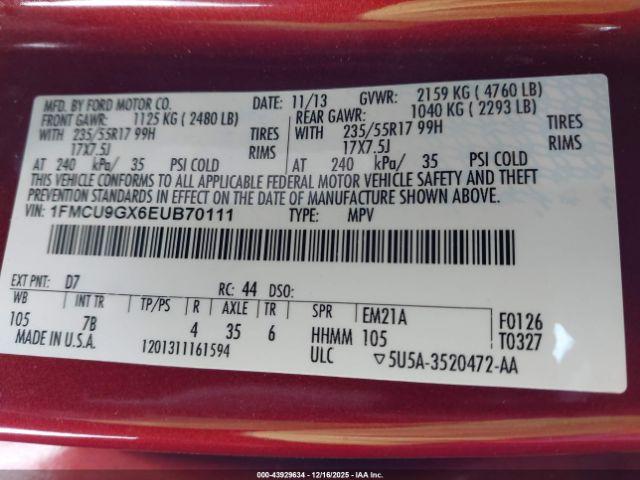 MFD. BY FORD MOTOR CO. DATE: 11/13 GVWR: 2159 KG ( 4760 LB)
FRONT GAWR: 1125 KG ( 2480 LB) REAR GAWR: 1040 KG ( 2293 LB)
WITH 235/55R17 99H TIRES WITH 235/55R17 99H TIRES
17X7.5J RIMS 17X7.5J RIMS
AT 240 kPa/ 35 PSI COLD AT 240 kPa/ 35 PSI COLD
THIS VEHICLE CONFORMS TO ALL APPLICABLE FEDERAL MOTOR VEHICLE SAFETY AND THEFT
PREVENTION STANDARDS IN EFFECT ON THE DATE OF MANUFACTURE SHOWN ABOVE.
VIN: 1FMCU9GX6EUB70111 TYPE: MPV
EXT PNT: D7 RC: 44 DSO:
WB INT TR TP/PS R AXLE TR SPR EM21A F0126
105 7B 4 35 6 HHMM 105 T0327
MADE IN U.S.A. 1201311161594 ULC ▽5U5A-3520472-AA
000-43929634 | 12/16/2025 - IAA Inc.